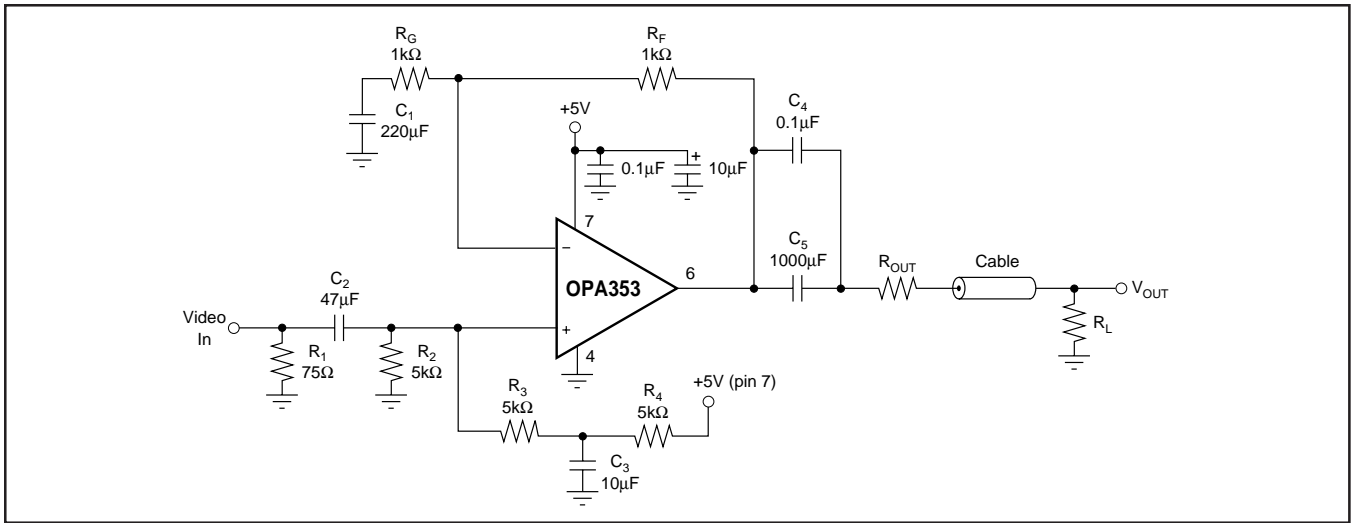 R_G
1kΩ
R_F
1kΩ
C_1
220µF
+5V
C_4
0.1µF
0.1µF
+
10µF
7
−
OPA353
6
C_5
1000µF
R_OUT
Cable
V_OUT
R_L
C_2
47µF
Video
In
+
4
R_1
75Ω
R_2
5kΩ
R_3
5kΩ
R_4
5kΩ
+5V (pin 7)
C_3
10µF